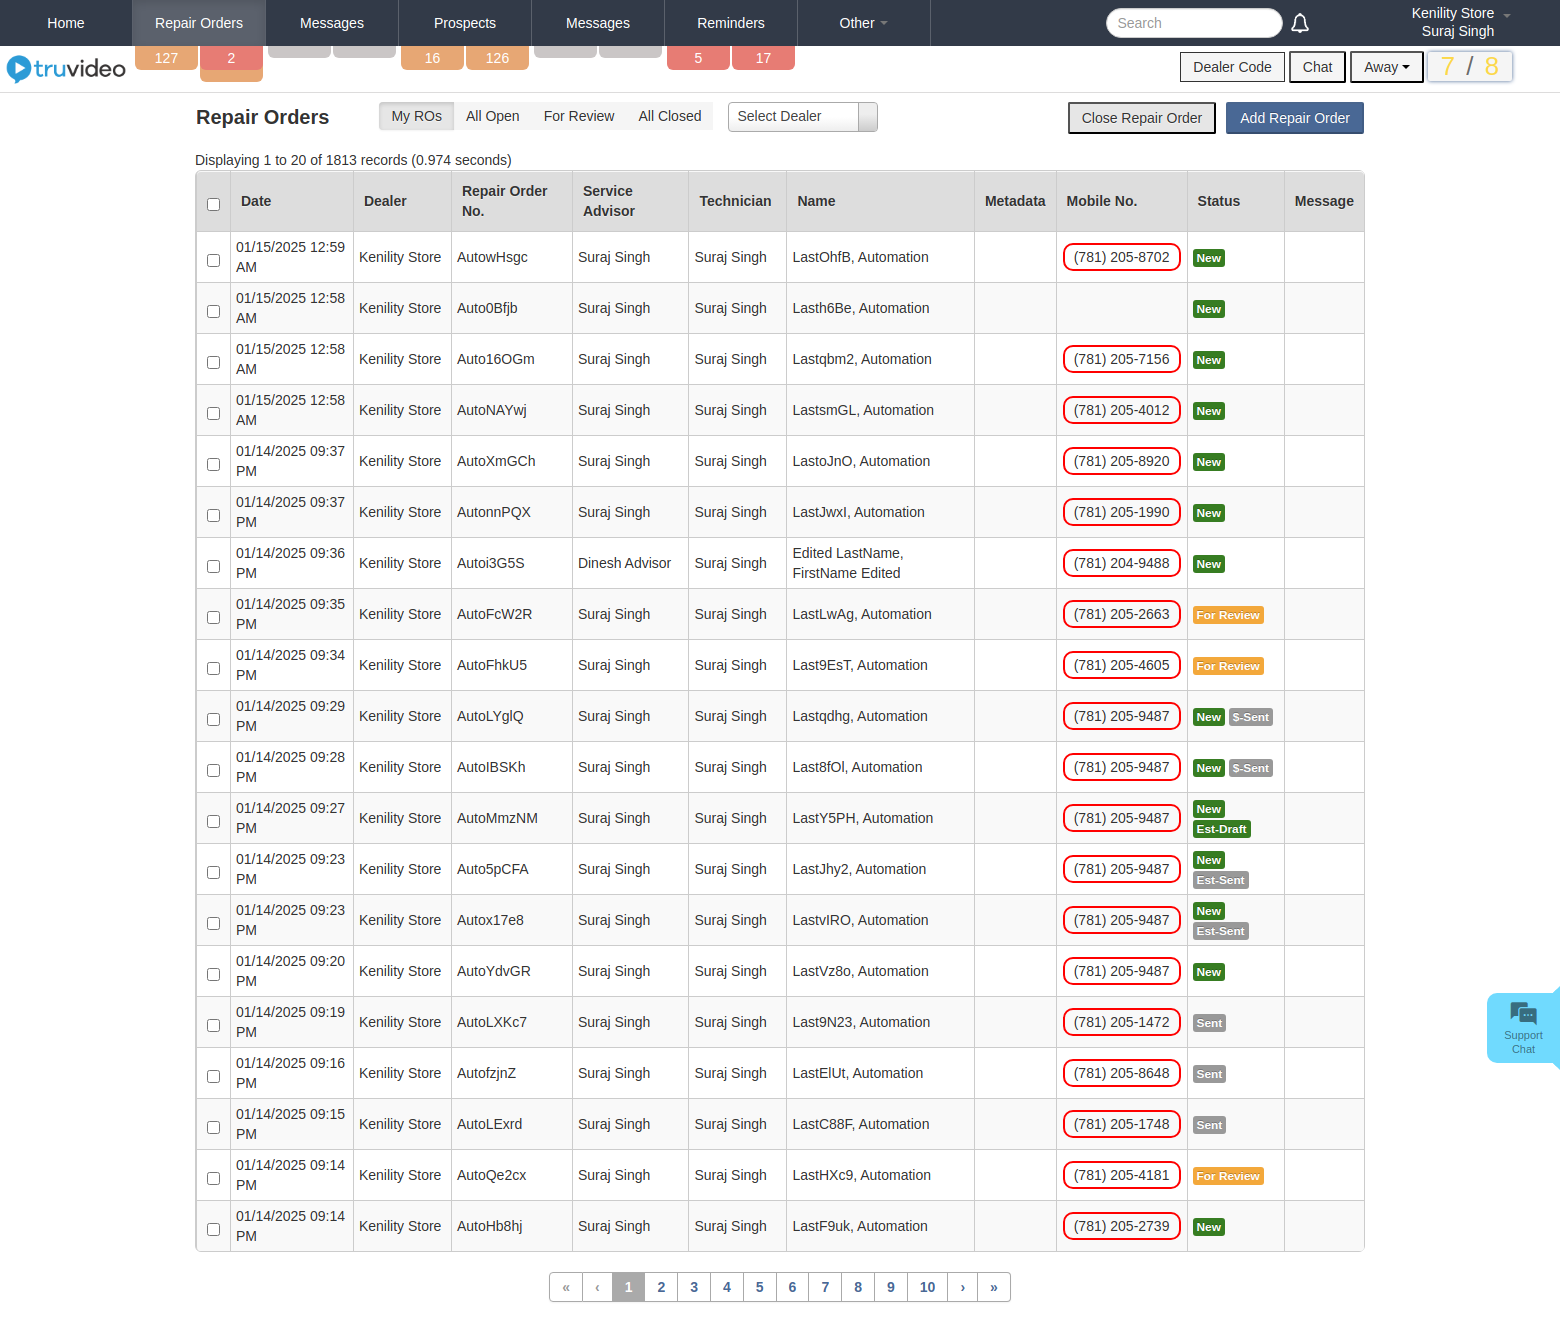 Home Repair Orders Messages Prospects Messages Reminders Other Search Kenility Store
Suraj Singh
truvideo 127 2 16 126 5 17 Dealer Code Chat Away 7 / 8
Repair Orders My ROs All Open For Review All Closed Select Dealer Close Repair Order Add Repair Order
Displaying 1 to 20 of 1813 records (0.974 seconds)
Date Dealer Repair Order No. Service Advisor Technician Name Metadata Mobile No. Status Message
01/15/2025 12:59 AM Kenility Store AutowHsgc Suraj Singh Suraj Singh LastOhfB, Automation (781) 205-8702 New
01/15/2025 12:58 AM Kenility Store Auto0Bfjb Suraj Singh Suraj Singh Lasth6Be, Automation New
01/15/2025 12:58 AM Kenility Store Auto16OGm Suraj Singh Suraj Singh Lastqbm2, Automation (781) 205-7156 New
01/15/2025 12:58 AM Kenility Store AutoNAYwj Suraj Singh Suraj Singh LastsmGL, Automation (781) 205-4012 New
01/14/2025 09:37 PM Kenility Store AutoXmGCh Suraj Singh Suraj Singh LastoJnO, Automation (781) 205-8920 New
01/14/2025 09:37 PM Kenility Store AutonnPQX Suraj Singh Suraj Singh LastJwxI, Automation (781) 205-1990 New
01/14/2025 09:36 PM Kenility Store Autoi3G5S Dinesh Advisor Suraj Singh Edited LastName, FirstName Edited (781) 204-9488 New
01/14/2025 09:35 PM Kenility Store AutoFcW2R Suraj Singh Suraj Singh LastLwAg, Automation (781) 205-2663 For Review
01/14/2025 09:34 PM Kenility Store AutoFhkU5 Suraj Singh Suraj Singh Last9EsT, Automation (781) 205-4605 For Review
01/14/2025 09:29 PM Kenility Store AutoLYglQ Suraj Singh Suraj Singh Lastqdhg, Automation (781) 205-9487 New $-Sent
01/14/2025 09:28 PM Kenility Store AutoIBSKh Suraj Singh Suraj Singh Last8fOl, Automation (781) 205-9487 New $-Sent
01/14/2025 09:27 PM Kenility Store AutoMmzNM Suraj Singh Suraj Singh LastY5PH, Automation (781) 205-9487 New Est-Draft
01/14/2025 09:23 PM Kenility Store Auto5pCFA Suraj Singh Suraj Singh LastJhy2, Automation (781) 205-9487 New Est-Sent
01/14/2025 09:23 PM Kenility Store Autox17e8 Suraj Singh Suraj Singh LastvIRO, Automation (781) 205-9487 New Est-Sent
01/14/2025 09:20 PM Kenility Store AutoYdvGR Suraj Singh Suraj Singh LastVz8o, Automation (781) 205-9487 New
01/14/2025 09:19 PM Kenility Store AutoLXKc7 Suraj Singh Suraj Singh Last9N23, Automation (781) 205-1472 Sent
01/14/2025 09:16 PM Kenility Store AutofzjnZ Suraj Singh Suraj Singh LastElUt, Automation (781) 205-8648 Sent
01/14/2025 09:15 PM Kenility Store AutoLExrd Suraj Singh Suraj Singh LastC88F, Automation (781) 205-1748 Sent
01/14/2025 09:14 PM Kenility Store AutoQe2cx Suraj Singh Suraj Singh LastHXc9, Automation (781) 205-4181 For Review
01/14/2025 09:14 PM Kenility Store AutoHb8hj Suraj Singh Suraj Singh LastF9uk, Automation (781) 205-2739 New
Support
Chat
« ‹ 1 2 3 4 5 6 7 8 9 10 › »